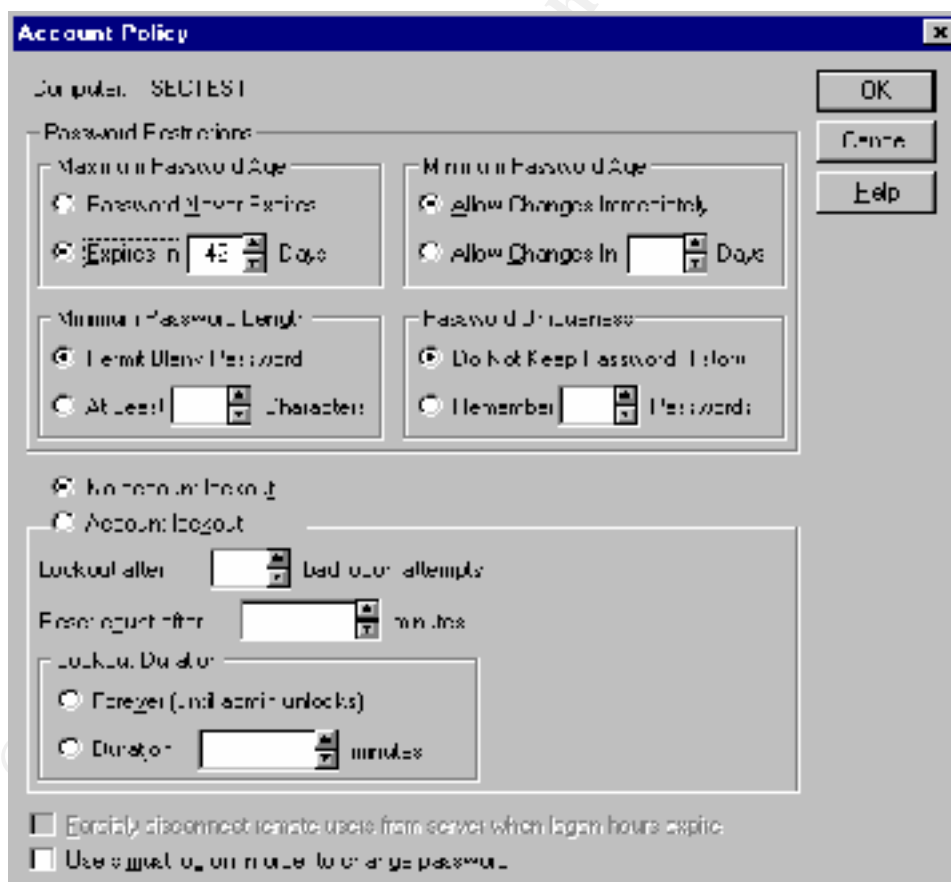 Account Policy
Computer: SECTEST
OK
Cancel
Help
Password Restrictions
Maximum Password Age
Password Never Expires
Expires In 42 Days
Minimum Password Age
Allow Changes Immediately
Allow Changes In Days
Minimum Password Length
Permit Blank Password
At Least Characters
Password Uniqueness
Do Not Keep Password History
Remember Passwords
No account lockout
Account lockout
Lockout after bad logon attempts
Reset count after minutes
Lockout Duration
Forever (until admin unlocks)
Duration minutes
Forcibly disconnect remote users from server when logon hours expire
Users must log on in order to change password